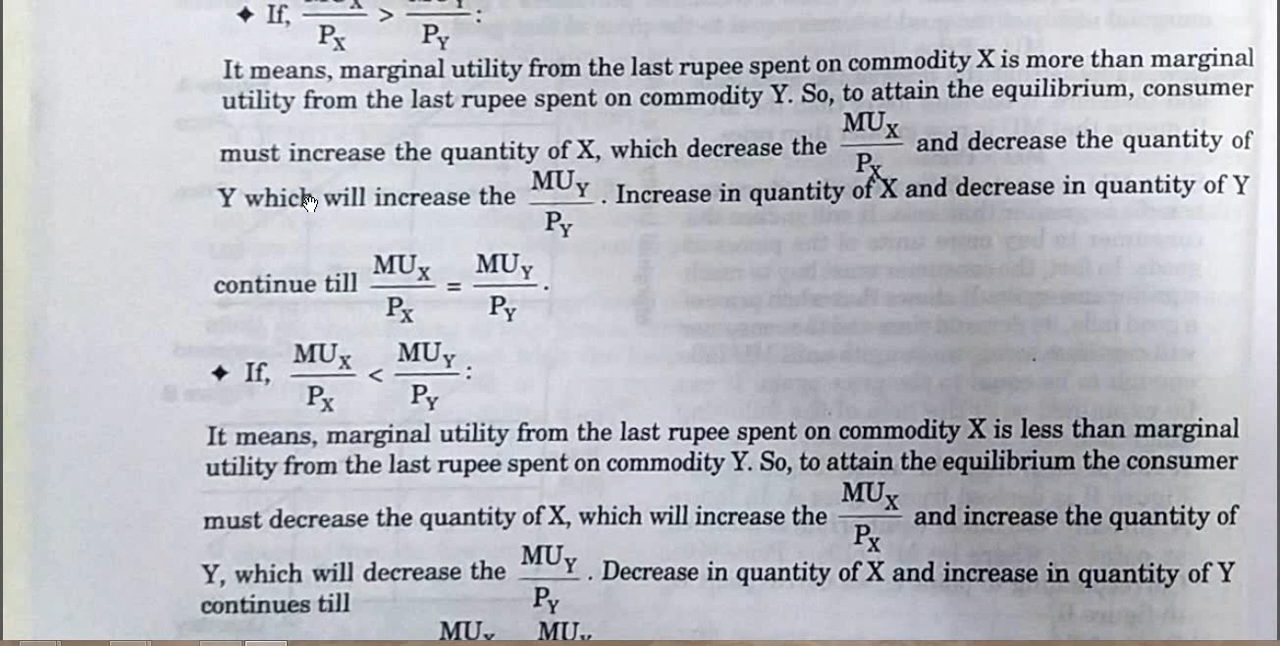 ✦ If, MUX/PX > MUY/PY :
It means, marginal utility from the last rupee spent on commodity X is more than marginal
utility from the last rupee spent on commodity Y. So, to attain the equilibrium, consumer
must increase the quantity of X, which decrease the MUX/PX and decrease the quantity of
Y which will increase the MUY/PY . Increase in quantity of X and decrease in quantity of Y
continue till MUX/PX = MUY/PY .
✦ If, MUX/PX < MUY/PY :
It means, marginal utility from the last rupee spent on commodity X is less than marginal
utility from the last rupee spent on commodity Y. So, to attain the equilibrium the consumer
must decrease the quantity of X, which will increase the MUX/PX and increase the quantity of
Y, which will decrease the MUY/PY . Decrease in quantity of X and increase in quantity of Y
continues till
MUX MUY